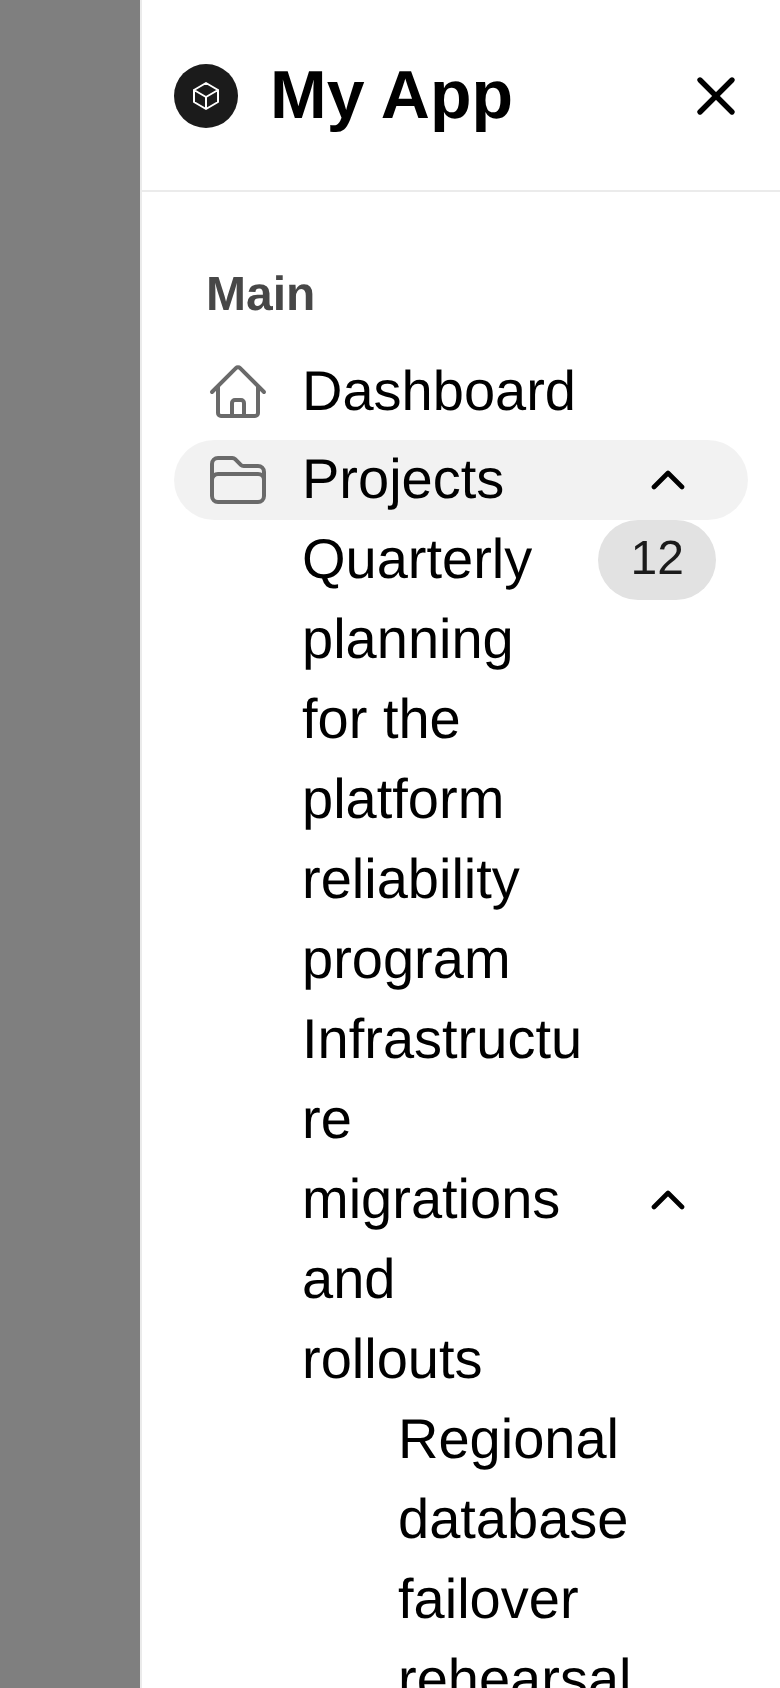 My App
Main
Dashboard
Projects
Quarterly 12
planning
for the
platform
reliability
program
Infrastructu
re
migrations
and
rollouts
Regional
database
failover
rehearsal